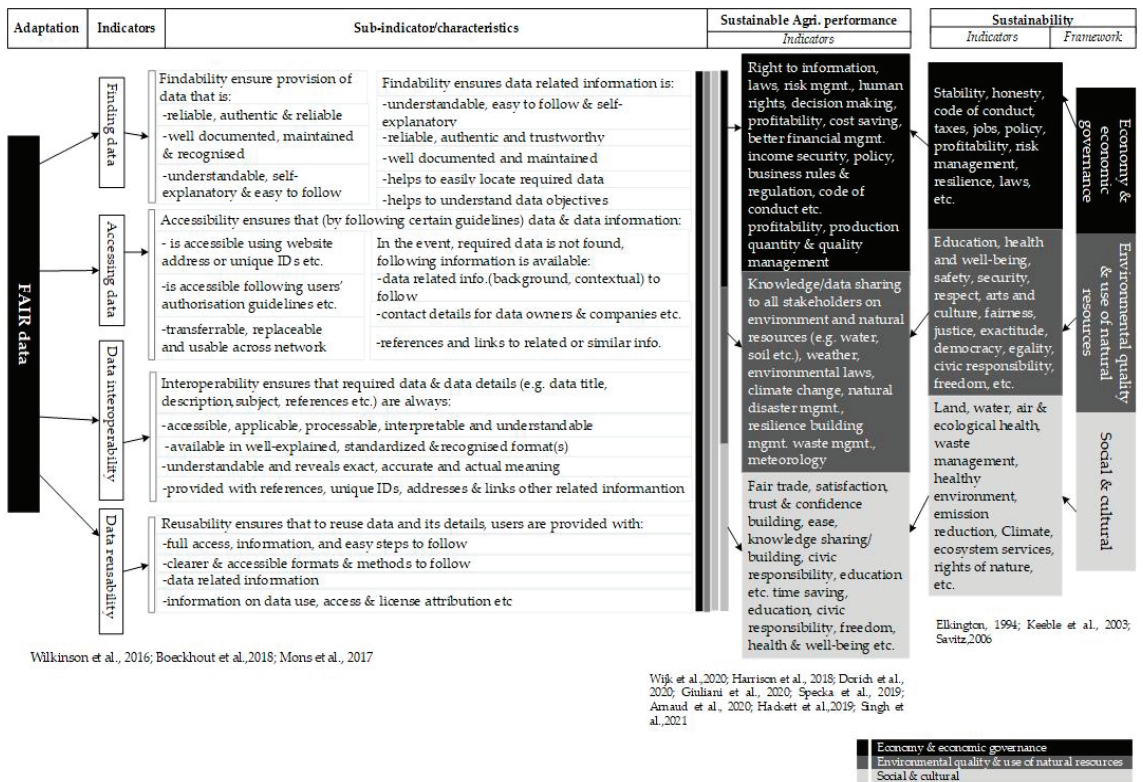 Adaptation
Indicators
Sub-indicator/characteristics
Sustainable Agri. performance
Indicators
Sustainability
Indicators
Framework
FAIR data
Finding data
Findability ensure provision of
data that is:
-reliable, authentic & reliable
-well documented, maintained
& recognised
-understandable, self-
explanatory & easy to follow
Findability ensures data related information is:
-understandable, easy to follow & self-
explanatory
-reliable, authentic and trustworthy
-well documented and maintained
-helps to easily locate required data
-helps to understand data objectives
Accessing data
Accessibility ensures that (by following certain guidelines) data & data information:
- is accessible using website
address or unique IDs etc.
-is accessible following users'
authorisation guidelines etc.
-transferrable, replaceable
and usable across network
In the event, required data is not found,
following information is available:
-data related info.(background, contextual) to
follow
-contact details for data owners & companies etc.
-references and links to related or similar info.
Data interoperability
Interoperability ensures that required data & data details (e.g. data title,
description,subject, references etc.) are always:
-accessible, applicable, processable, interpretable and understandable
-available in well-explained, standardized &recognised format(s)
-understandable and reveals exact, accurate and actual meaning
-provided with references, unique IDs, addresses & links other related informantion
Data reusability
Reusability ensures that to reuse data and its details, users are provided with:
-full access, information, and easy steps to follow
-clearer & accessible formats & methods to follow
-data related information
-information on data use, access & license attribution etc
Right to information,
laws, risk mgmt., human
rights, decision making,
profitability, cost saving,
better financial mgmt.
income security, policy,
business rules &
regulation, code of
conduct etc.
profitability, production
quantity & quality
management
Knowledge/data sharing
to all stakeholders on
environment and natural
resources (e.g. water,
soil etc.), weather,
environmental laws,
climate change, natural
disaster mgmt.,
resilience building
mgmt. waste mgmt.,
meteorology
Fair trade, satisfaction,
trust & confidence
building, ease,
knowledge sharing/
building, civic
responsibility, education
etc. time saving,
education, civic
responsibility, freedom,
health & well-being etc.
Stability, honesty,
code of conduct,
taxes, jobs, policy,
profitability, risk
management,
resilience, laws,
etc.
Education, health
and well-being,
safety, security,
respect, arts and
culture, fairness,
justice, exactitude,
democracy, egality,
civic responsibility,
freedom, etc.
Land, water, air &
ecological health,
waste
management,
healthy
environment,
emission
reduction, Climate,
ecosystem services,
rights of nature,
etc.
Economy &
economic
governance
Environmental quality
& use of natural
resources
Social & cultural
Wilkinson et al., 2016; Boeckhout et al.,2018; Mons et al., 2017
Wijk et al.,2020; Harrison et al., 2018; Dorich et al.,
2020; Giuliani et al., 2020; Specka et al., 2019;
Arnaud et al., 2020; Hackett et al.,2019; Singh et
al.,2021
Elkington, 1994; Keeble et al., 2003;
Savitz,2006
Economy & economic governance
Environmental quality & use of natural resources
Social & cultural